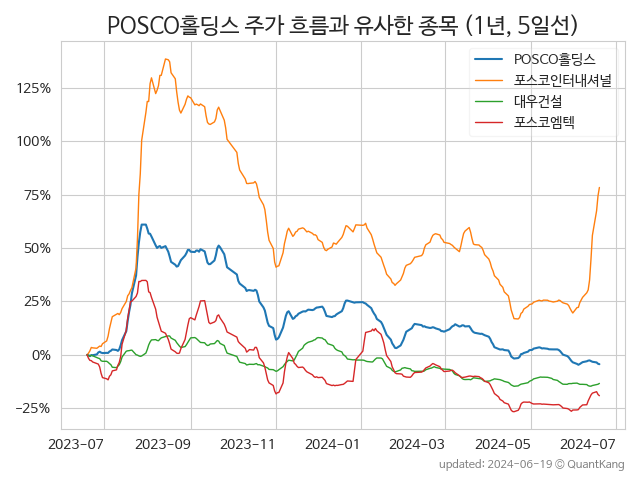 POSCO홀딩스 주가 흐름과 유사한 종목 (1년, 5일선)
POSCO홀딩스
포스코인터내셔널
대우건설
포스코엠텍
125%
100%
75%
50%
25%
0%
−25%
2023−07
2023−09
2023−11
2024−01
2024−03
2024−05
2024−07
updated: 2024-06-19 © QuantKang